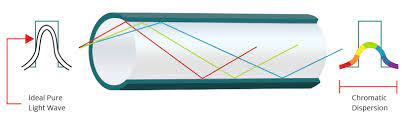 Ideal Pure
Light Wave
Chromatic
Dispersion